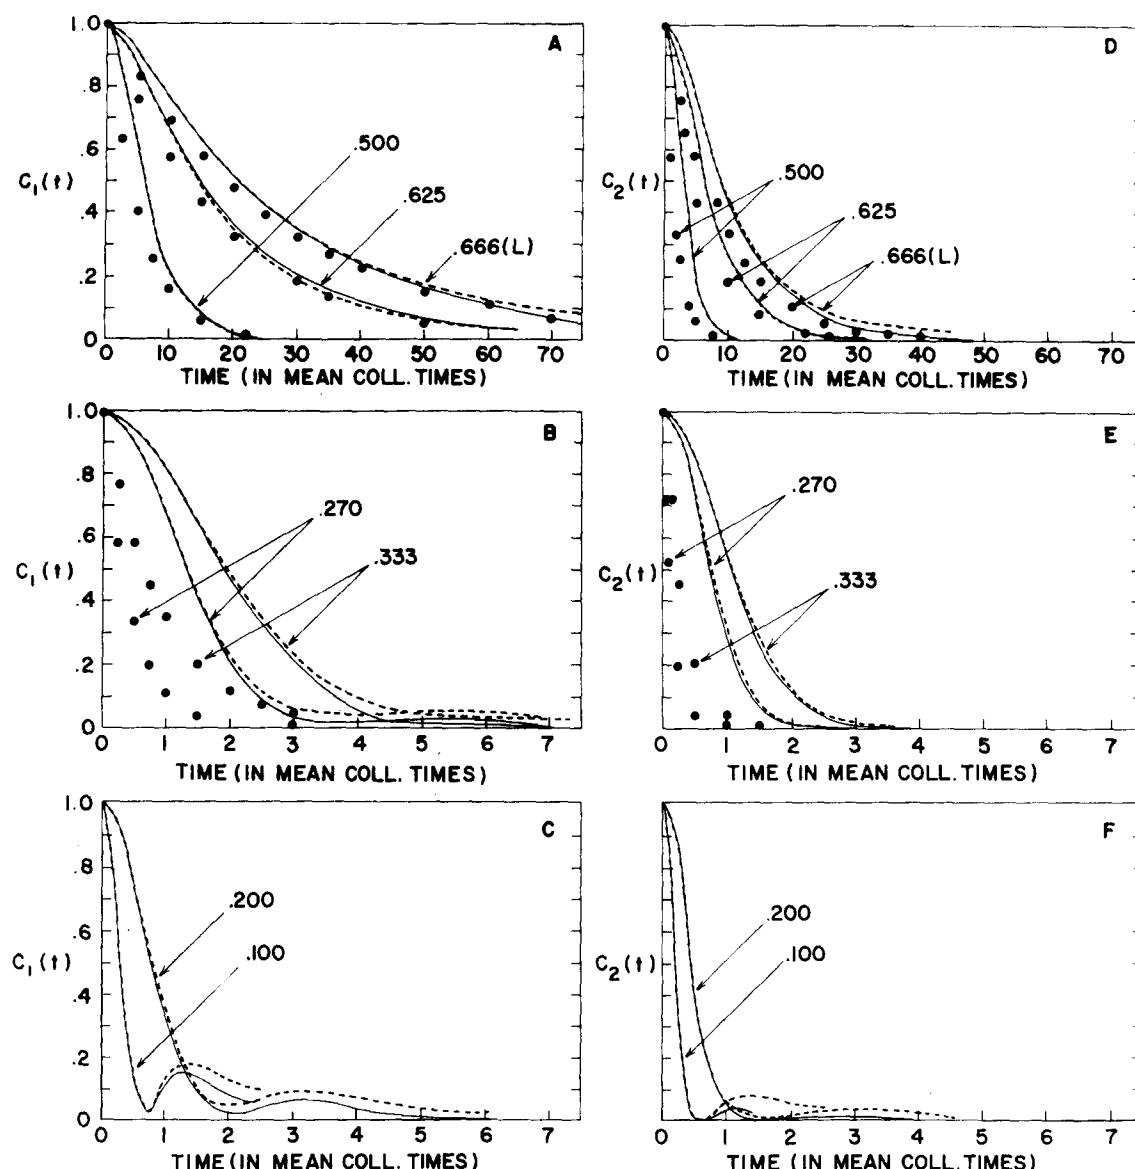 A
1.0
.8
.6
.4
.2
0
C₁(t)
.500
.625
.666(L)
0 10 20 30 40 50 60 70
TIME (IN MEAN COLL. TIMES)
D
C₂(t)
.500
.625
.666(L)
0 10 20 30 40 50 60 70
TIME (IN MEAN COLL. TIMES)
B
1.0
.8
.6
.4
.2
0
C₁(t)
.270
.333
0 1 2 3 4 5 6 7
TIME (IN MEAN COLL. TIMES)
E
C₂(t)
.270
.333
0 1 2 3 4 5 6 7
TIME (IN MEAN COLL. TIMES)
C
1.0
.8
.6
.4
.2
0
C₁(t)
.200
.100
0 1 2 3 4 5 6 7
TIME (IN MEAN COLL. TIMES)
F
C₂(t)
.200
.100
0 1 2 3 4 5 6 7
TIME (IN MEAN COLL. TIMES)